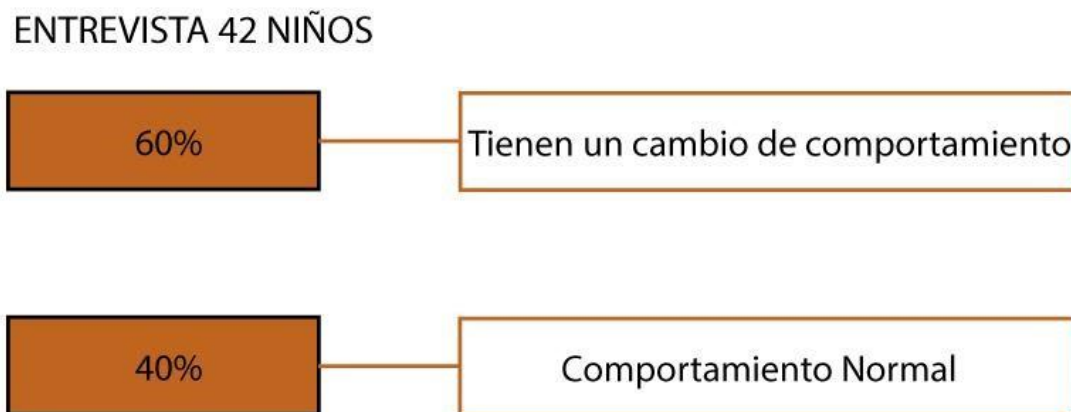 ENTREVISTA 42 NIÑOS
60%
Tienen un cambio de comportamiento
40%
Comportamiento Normal